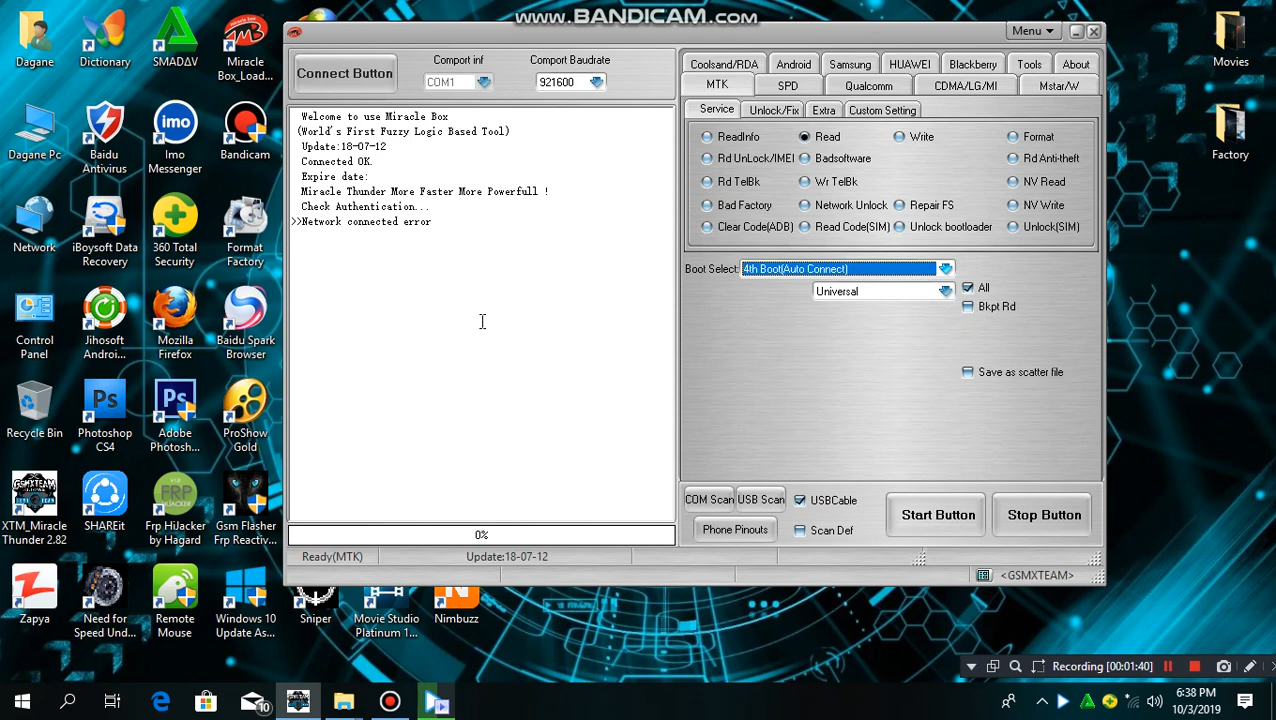 www.BANDICAM.com
Dagane
Dictionary
SMADΔV
Miracle
Box_Load...
Dagane Pc
Baidu
Antivirus
Imo
Messenger
Bandicam
Network
iBoysoft Data
Recovery
360 Total
Security
Format
Factory
Control
Panel
Jihosoft
Androi...
Mozilla
Firefox
Baidu Spark
Browser
Recycle Bin
Photoshop
CS4
Adobe
Photosh...
ProShow
Gold
XTM_Miracle
Thunder 2.82
SHAREit
Frp HiJacker
by Hagard
Gsm Flasher
Frp Reactiv...
Zapya
Need for
Speed Und...
Remote
Mouse
Windows 10
Update As...
Sniper
Movie Studio
Platinum 1...
Nimbuzz
Movies
Factory
Menu
Connect Button
Comport inf
COM1
Comport Baudrate
921600
Welcome to use Miracle Box
(World's First Fuzzy Logic Based Tool)
Update:18-07-12
Connected OK.
Expire date:
Miracle Thunder More Faster More Powerfull !
Check Authentication...
>>Network connected error
0%
Ready(MTK)
Update:18-07-12
Coolsand/RDA Android Samsung HUAWEI Blackberry Tools About
MTK SPD Qualcomm CDMA/LG/MI Mstar/W
Service Unlock/Fix Extra Custom Setting
ReadInfo Read Write Format
Rd UnLock/IMEI Badsoftware Rd Anti-theft
Rd TelBk Wr TelBk NV Read
Bad Factory Network Unlock Repair FS NV Write
Clear Code(ADB) Read Code(SIM) Unlock bootloader Unlock(SIM)
Boot Select: 4th Boot(Auto Connect)
Universal All
Bkpt Rd
Save as scatter file
COM Scan USB Scan USBCable
Phone Pinouts Scan Def
Start Button Stop Button
<GSMXTEAM>
Recording [00:01:40]
10
6:38 PM
10/3/2019